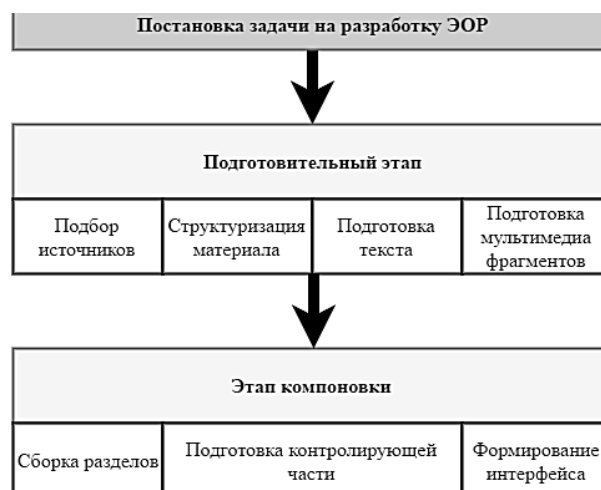 Постановка задачи на разработку ЭОР
Подготовительный этап
Подбор
источников
Структуризация
материала
Подготовка
текста
Подготовка
мультимедиа
фрагментов
Этап компоновки
Сборка разделов
Подготовка контролирующей
части
Формирование
интерфейса